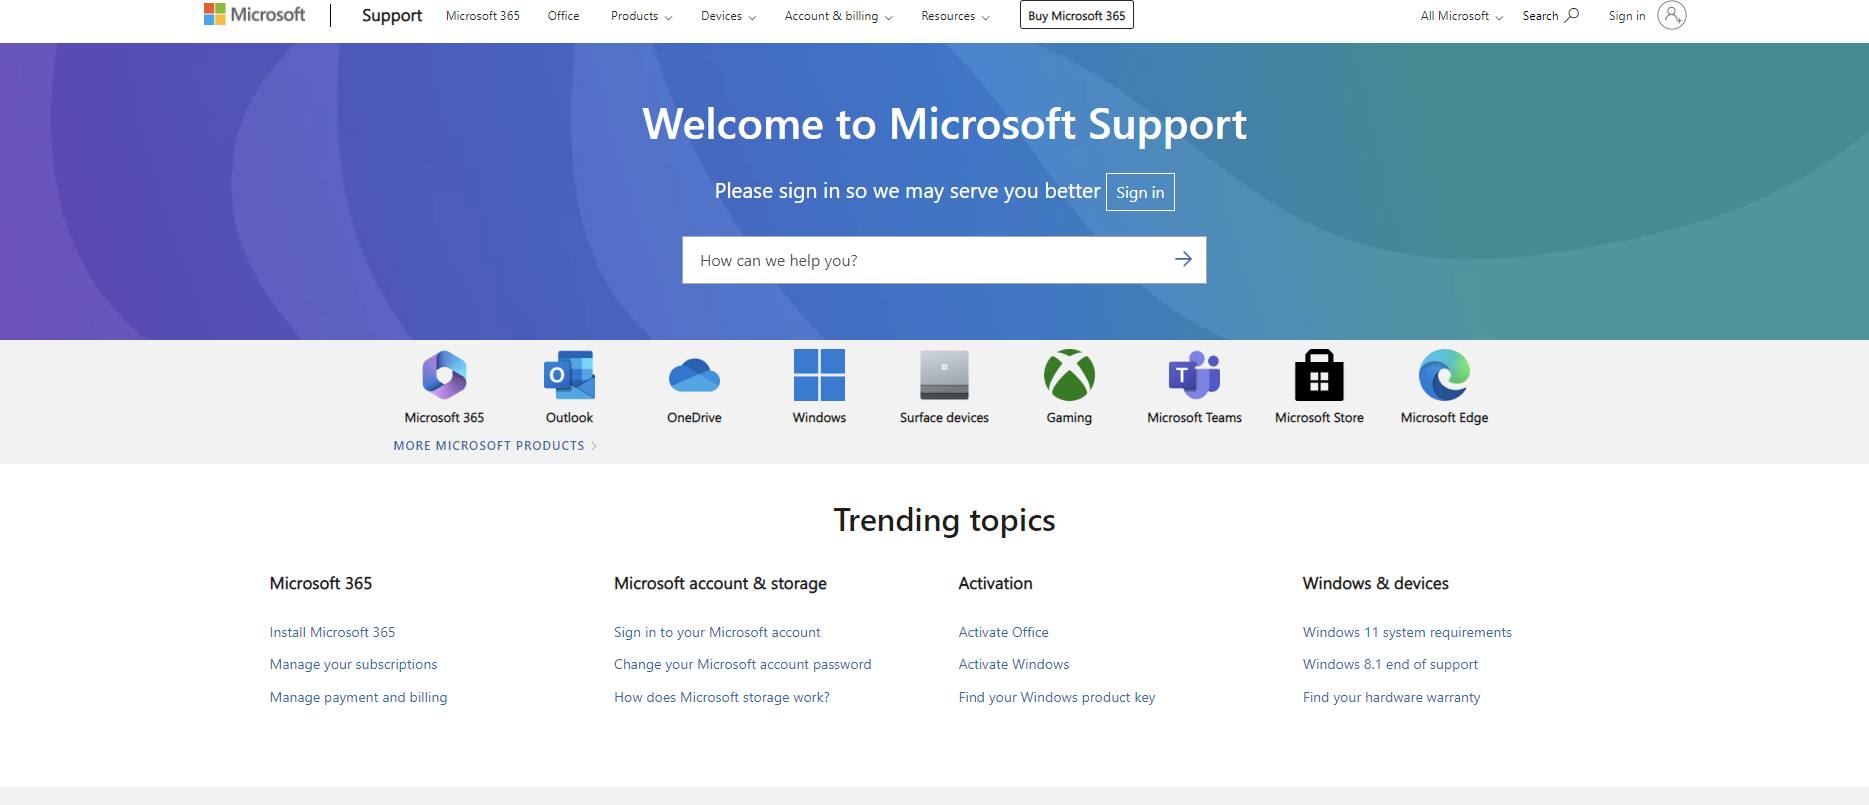 Microsoft Support Microsoft 365 Office Products Devices Account & billing Resources Buy Microsoft 365 All Microsoft Search Sign in
Welcome to Microsoft Support
Please sign in so we may serve you better Sign in
How can we help you?
Microsoft 365 Outlook OneDrive Windows Surface devices Gaming Microsoft Teams Microsoft Store Microsoft Edge
MORE MICROSOFT PRODUCTS
Trending topics
Microsoft 365
Install Microsoft 365
Manage your subscriptions
Manage payment and billing
Microsoft account & storage
Sign in to your Microsoft account
Change your Microsoft account password
How does Microsoft storage work?
Activation
Activate Office
Activate Windows
Find your Windows product key
Windows & devices
Windows 11 system requirements
Windows 8.1 end of support
Find your hardware warranty